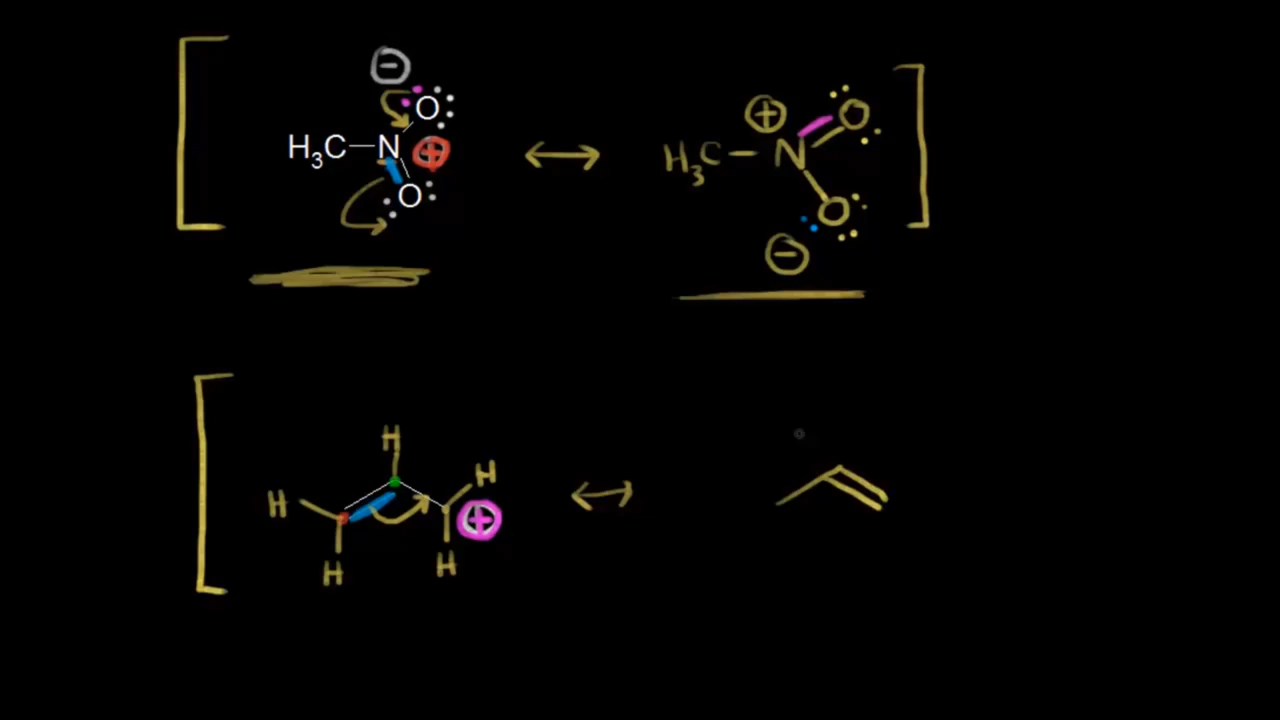 ⊖
O
⊕ O
H3C N ⊕ H3C N
O O
⊖
H
H H
⊕
H H